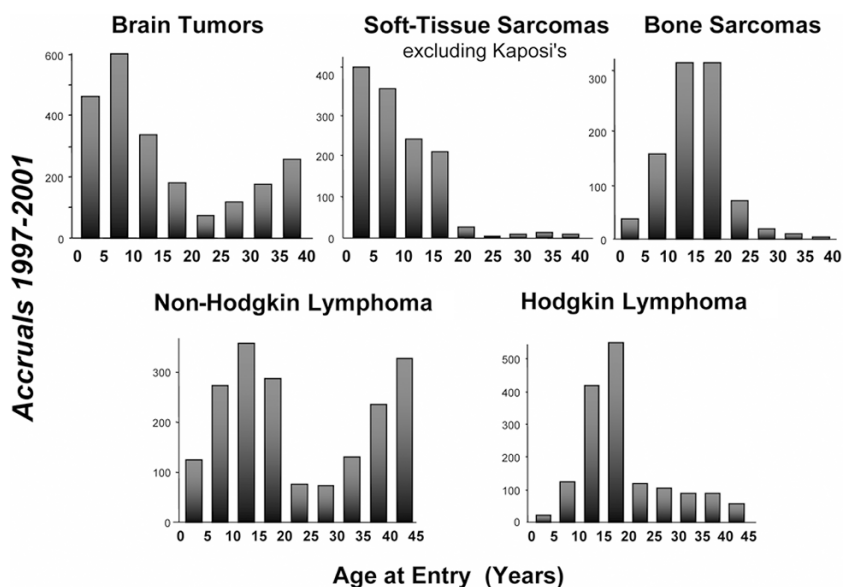 Brain Tumors
Soft-Tissue Sarcomas
excluding Kaposi's
Bone Sarcomas
600
400
200
0
0 5 10 15 20 25 30 35 40
400
300
200
100
0
0 5 10 15 20 25 30 35 40
300
200
100
0
0 5 10 15 20 25 30 35 40
Accruals 1997-2001
Non-Hodgkin Lymphoma
Hodgkin Lymphoma
300
200
100
0
0 5 10 15 20 25 30 35 40 45
500
400
300
200
100
0
0 5 10 15 20 25 30 35 40 45
Age at Entry (Years)